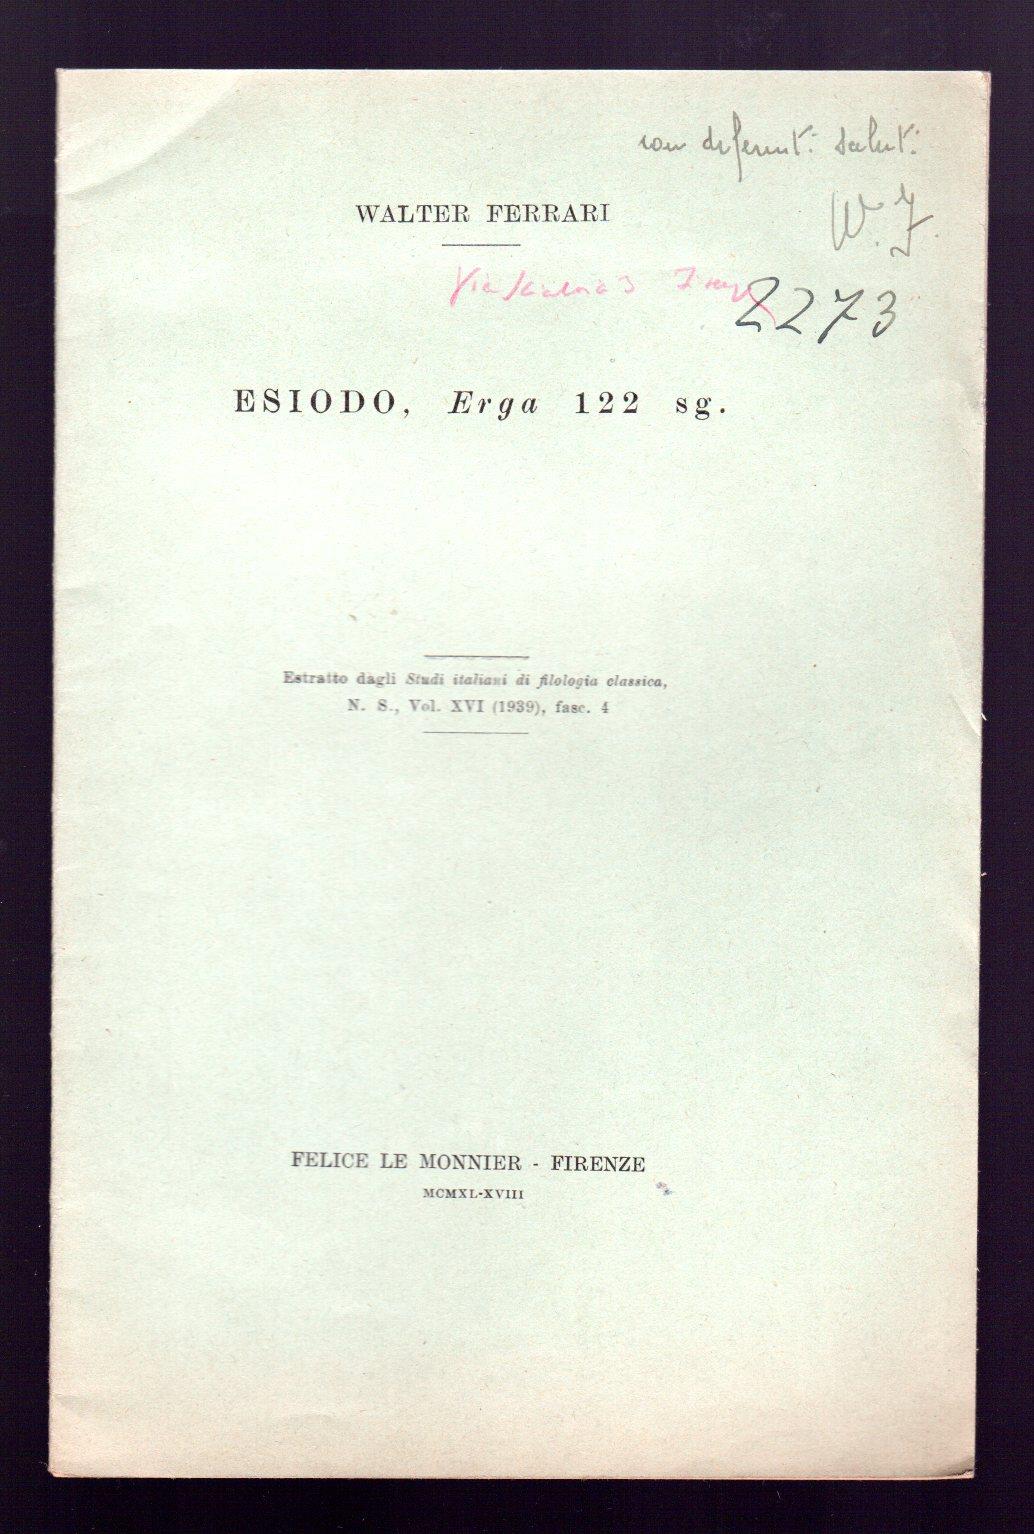 con deferenti saluti
W. F.
WALTER FERRARI
2273
ESIODO, Erga 122 sg.
Estratto dagli Studi italiani di filologia classica,
N. S., Vol. XVI (1939), fasc. 4
FELICE LE MONNIER - FIRENZE
MCMXL-XVIII